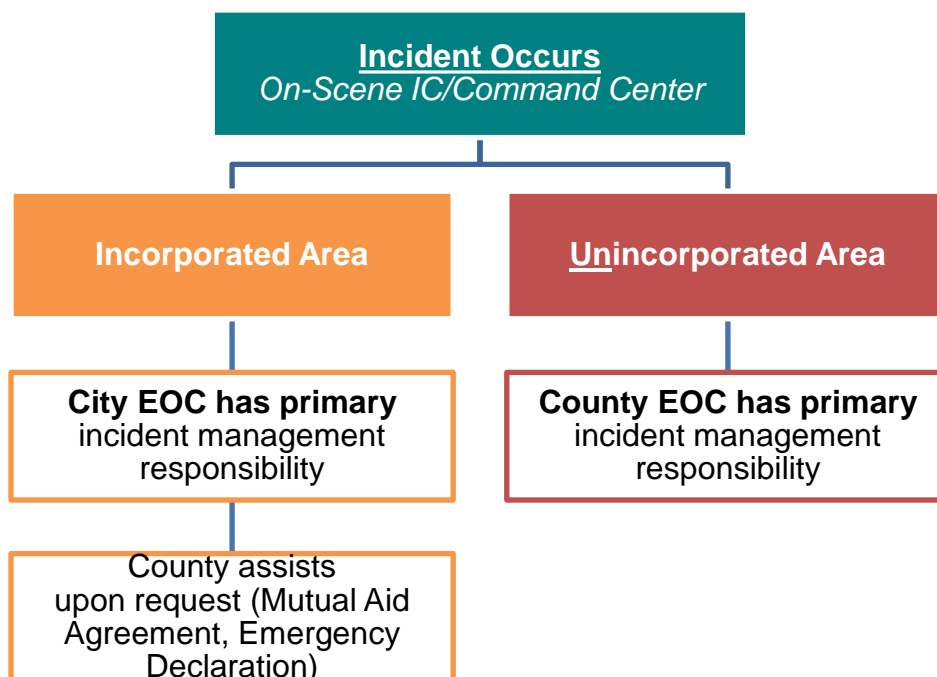 Incident Occurs
On-Scene IC/Command Center
Incorporated Area
Unincorporated Area
City EOC has primary
incident management
responsibility
County EOC has primary
incident management
responsibility
County assists
upon request (Mutual Aid
Agreement, Emergency
Declaration)